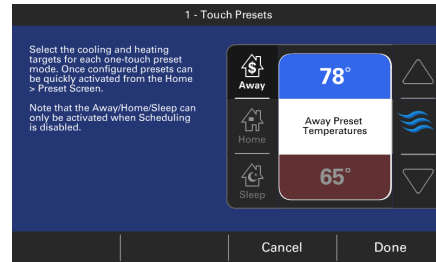 1 - Touch Presets
Select the cooling and heating
targets for each one-touch preset
mode. Once configured presets can
be quickly activated from the Home
> Preset Screen.
Note that the Away/Home/Sleep can
only be activated when Scheduling
is disabled.
$
Away
Home
Sleep
78°
Away Preset
Temperatures
65°
Cancel
Done